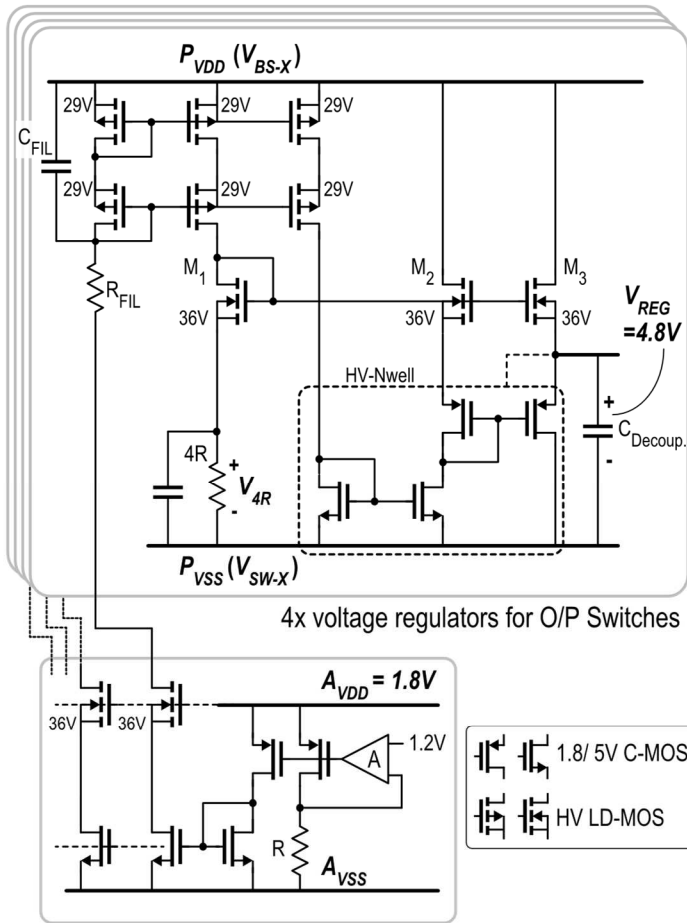 P_VDD (V_BS-X)
29V 29V 29V
C_FIL
29V 29V 29V
R_FIL
M_1 M_2 M_3
36V 36V 36V
V_REG
=4.8V
HV-Nwell
+
C_Decoup.
-
4R
+
V_4R
-
P_VSS (V_SW-X)
4x voltage regulators for O/P Switches
A_VDD = 1.8V
36V 36V
1.2V
A
R
A_VSS
1.8/ 5V C-MOS
HV LD-MOS